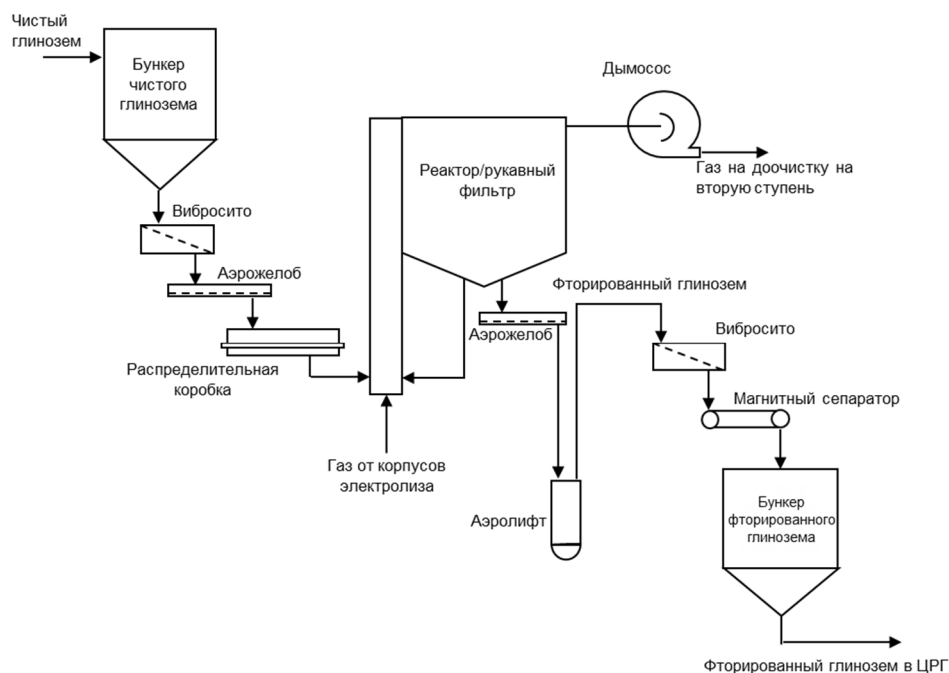 Чистый
глинозем
Бункер
чистого
глинозема
Дымосос
Реактор/рукавный
фильтр
Газ на доочистку на
вторую ступень
Вибросито
Аэрожелоб
Фторированный глинозем
Вибросито
Аэрожелоб
Распределительная
коробка
Магнитный сепаратор
Газ от корпусов
электролиза
Аэролифт
Бункер
фторированного
глинозема
Фторированный глинозем в ЦРГ